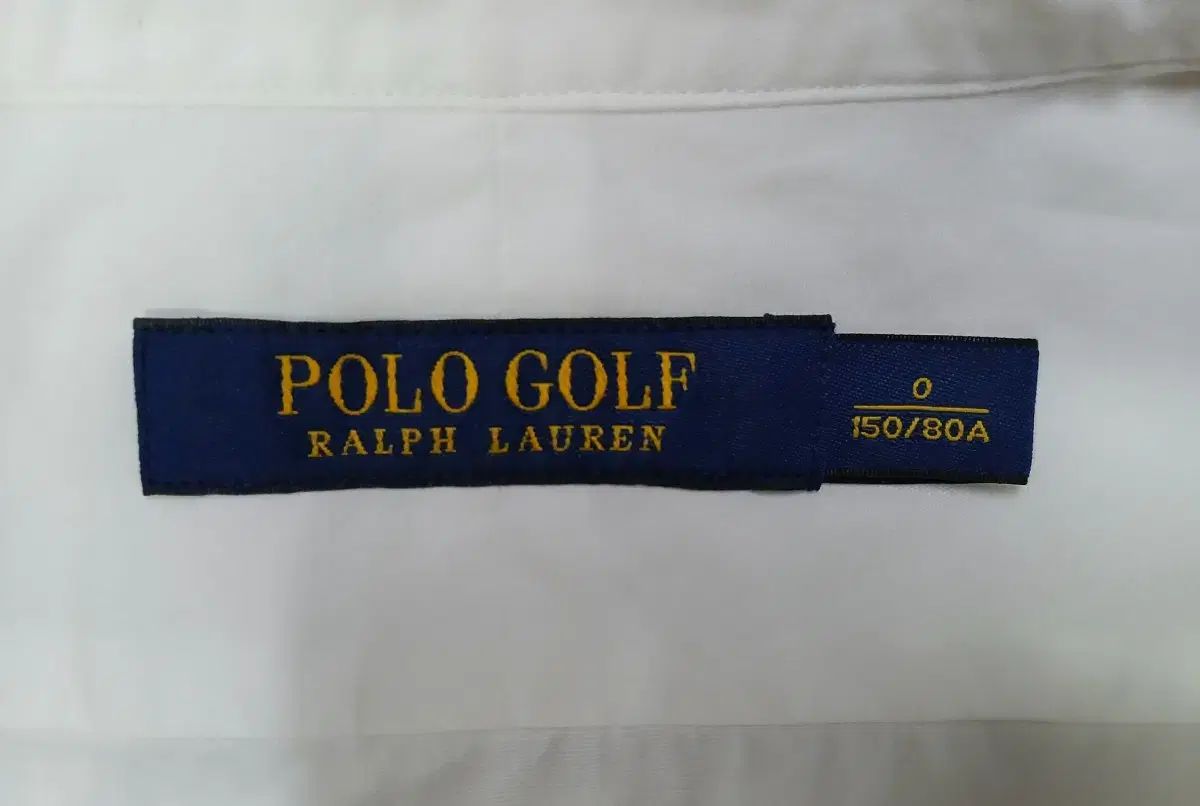 POLO GOLF
RALPH LAUREN
0
150/80A